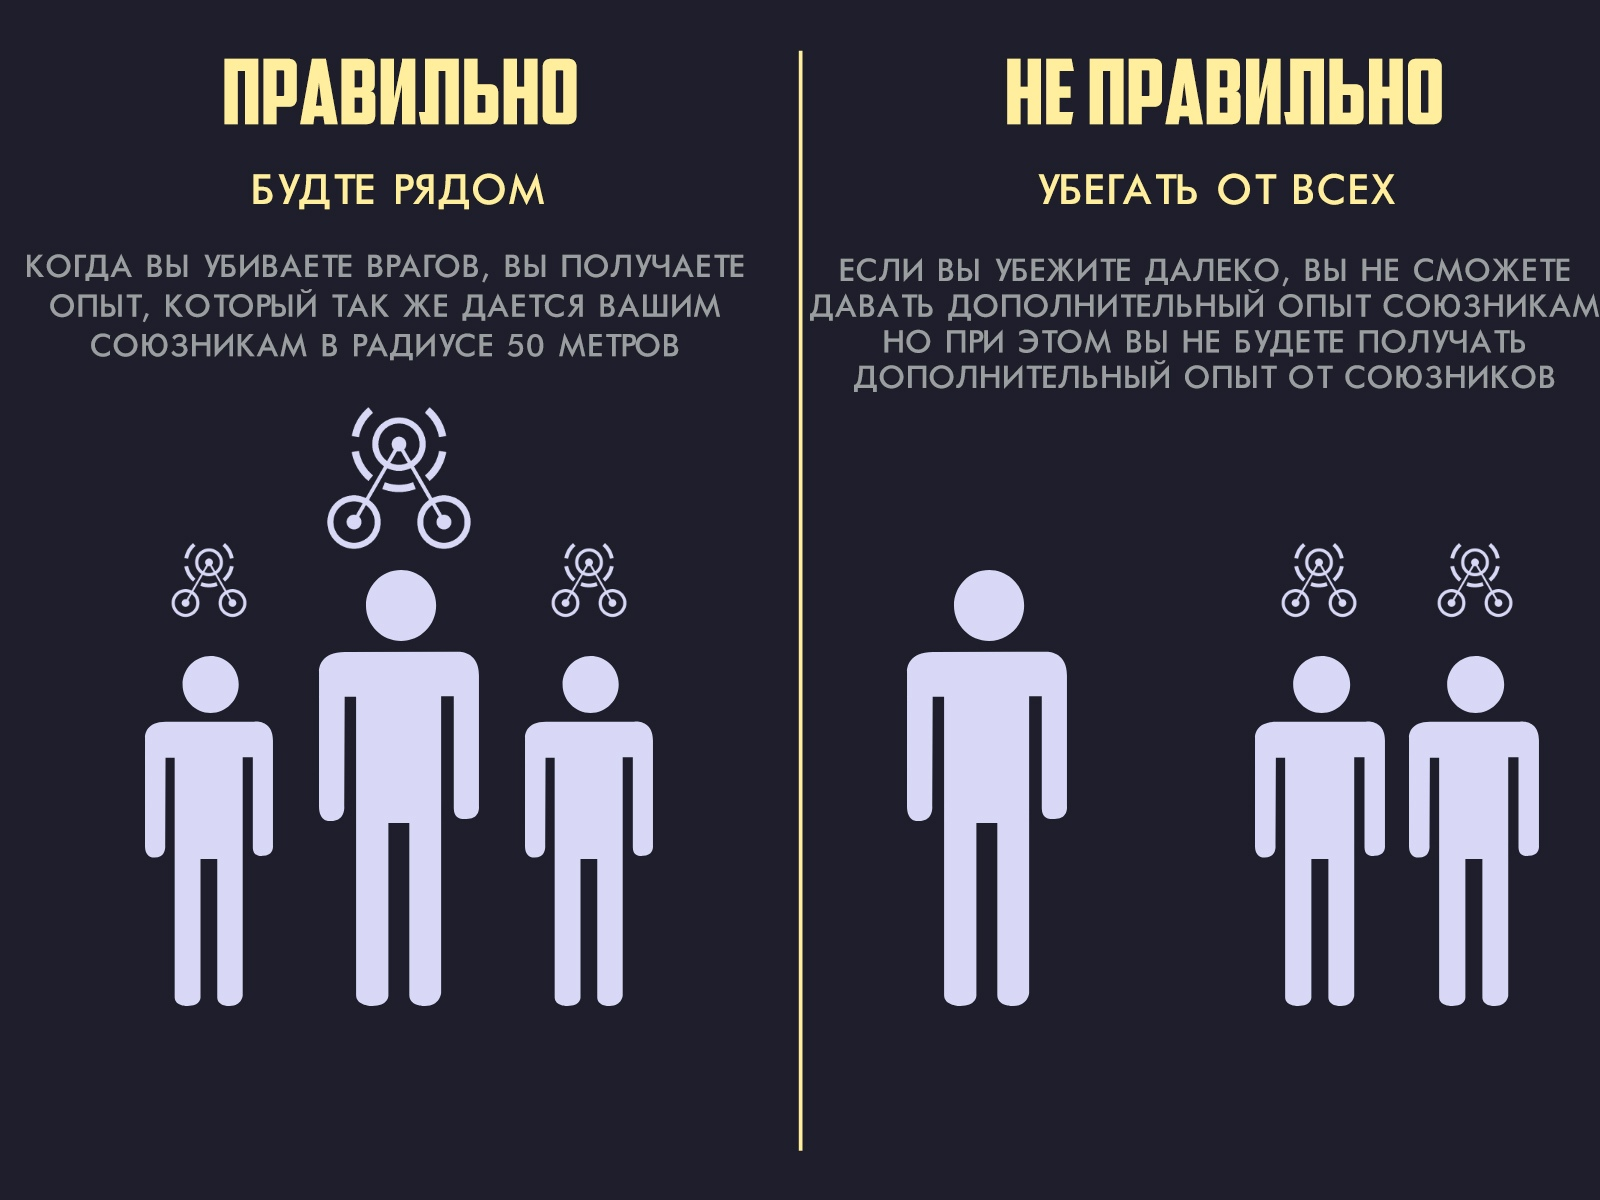 ПРАВИЛЬНО
БУДТЕ РЯДОМ
КОГДА ВЫ УБИВАЕТЕ ВРАГОВ, ВЫ ПОЛУЧАЕТЕ
ОПЫТ, КОТОРЫЙ ТАК ЖЕ ДАЕТСЯ ВАШИМ
СОЮЗНИКАМ В РАДИУСЕ 50 МЕТРОВ
НЕ ПРАВИЛЬНО
УБЕГАТЬ ОТ ВСЕХ
ЕСЛИ ВЫ УБЕЖИТЕ ДАЛЕКО, ВЫ НЕ СМОЖЕТЕ
ДАВАТЬ ДОПОЛНИТЕЛЬНЫЙ ОПЫТ СОЮЗНИКАМ
НО ПРИ ЭТОМ ВЫ НЕ БУДЕТЕ ПОЛУЧАТЬ
ДОПОЛНИТЕЛЬНЫЙ ОПЫТ ОТ СОЮЗНИКОВ